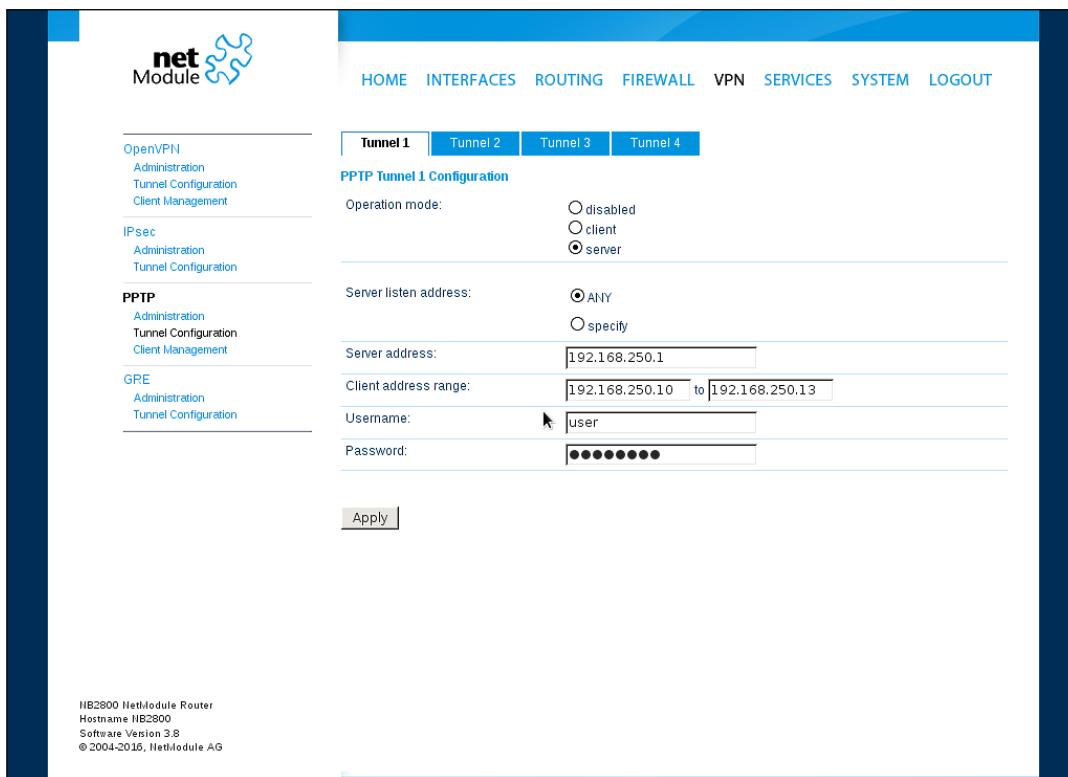 net
Module
HOME INTERFACES ROUTING FIREWALL VPN SERVICES SYSTEM LOGOUT
OpenVPN
Administration
Tunnel Configuration
Client Management
IPsec
Administration
Tunnel Configuration
PPTP
Administration
Tunnel Configuration
Client Management
GRE
Administration
Tunnel Configuration
Tunnel 1 Tunnel 2 Tunnel 3 Tunnel 4
PPTP Tunnel 1 Configuration
Operation mode:
disabled
client
server
Server listen address:
ANY
specify
Server address: 192.168.250.1
Client address range: 192.168.250.10 to 192.168.250.13
Username: user
Password: ●●●●●●●●
Apply
NB2800 NetModule Router
Hostname NB2800
Software Version 3.8
© 2004-2016, NetModule AG